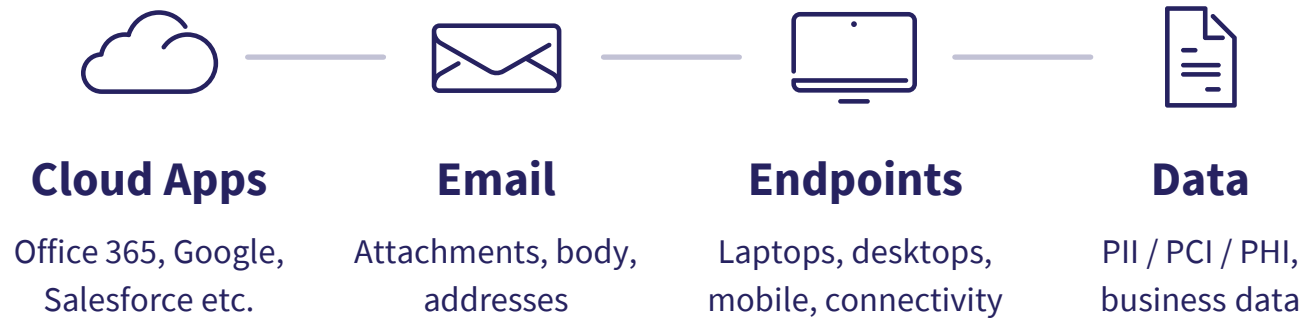 Cloud Apps
Office 365, Google,
Salesforce etc.
Email
Attachments, body,
addresses
Endpoints
Laptops, desktops,
mobile, connectivity
Data
PII / PCI / PHI,
business data